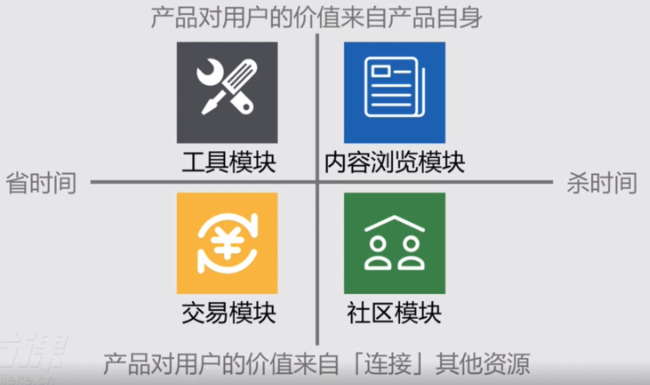 产品对用户的价值来自产品自身
工具模块
内容浏览模块
省时间
杀时间
¥
交易模块
社区模块
产品对用户的价值来自「连接」其他资源